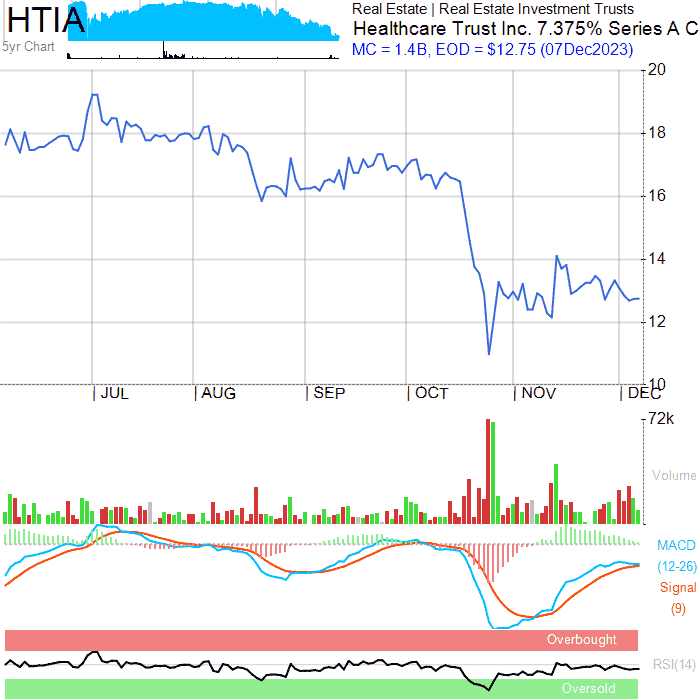 HTIA
5yr Chart
Real Estate | Real Estate Investment Trusts
Healthcare Trust Inc. 7.375% Series A C
MC = 1.4B, EOD = $12.75 (07Dec2023)
20
18
16
14
12
10
JUL AUG SEP OCT NOV DEC
72k
Volume
MACD
(12-26)
Signal
(9)
Overbought
RSI(14)
Oversold